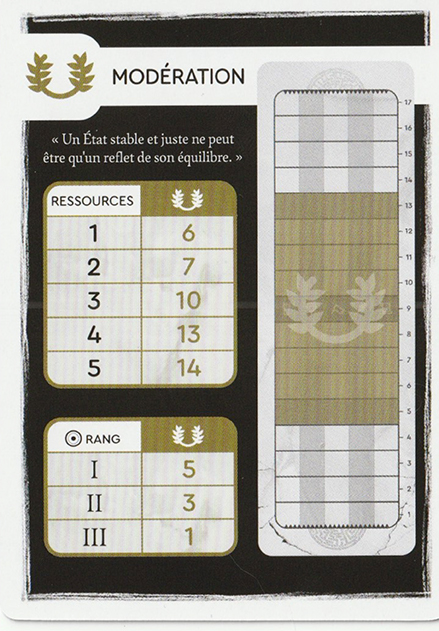 MODÉRATION
« Un État stable et juste ne peut
être qu'un reflet de son équilibre. »
RESSOURCES
1 6
2 7
3 10
4 13
5 14
RANG
I 5
II 3
III 1
17
16
15
14
13
12
11
10
9
8
7
6
5
4
3
2
1